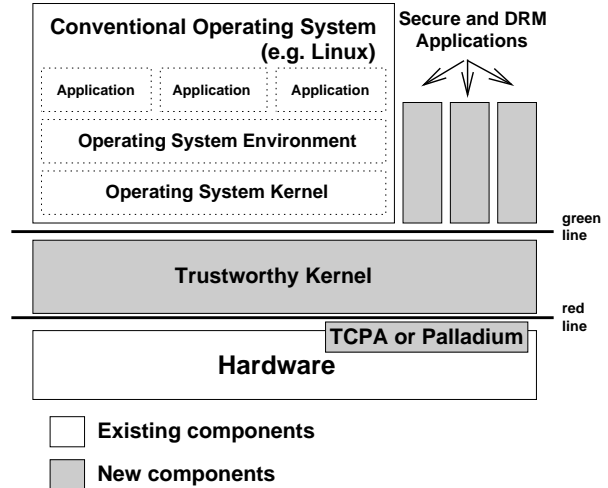 Conventional Operating System
(e.g. Linux)
Secure and DRM
Applications
Application
Application
Application
Operating System Environment
Operating System Kernel
green
line
Trustworthy Kernel
red
line
TCPA or Palladium
Hardware
Existing components
New components